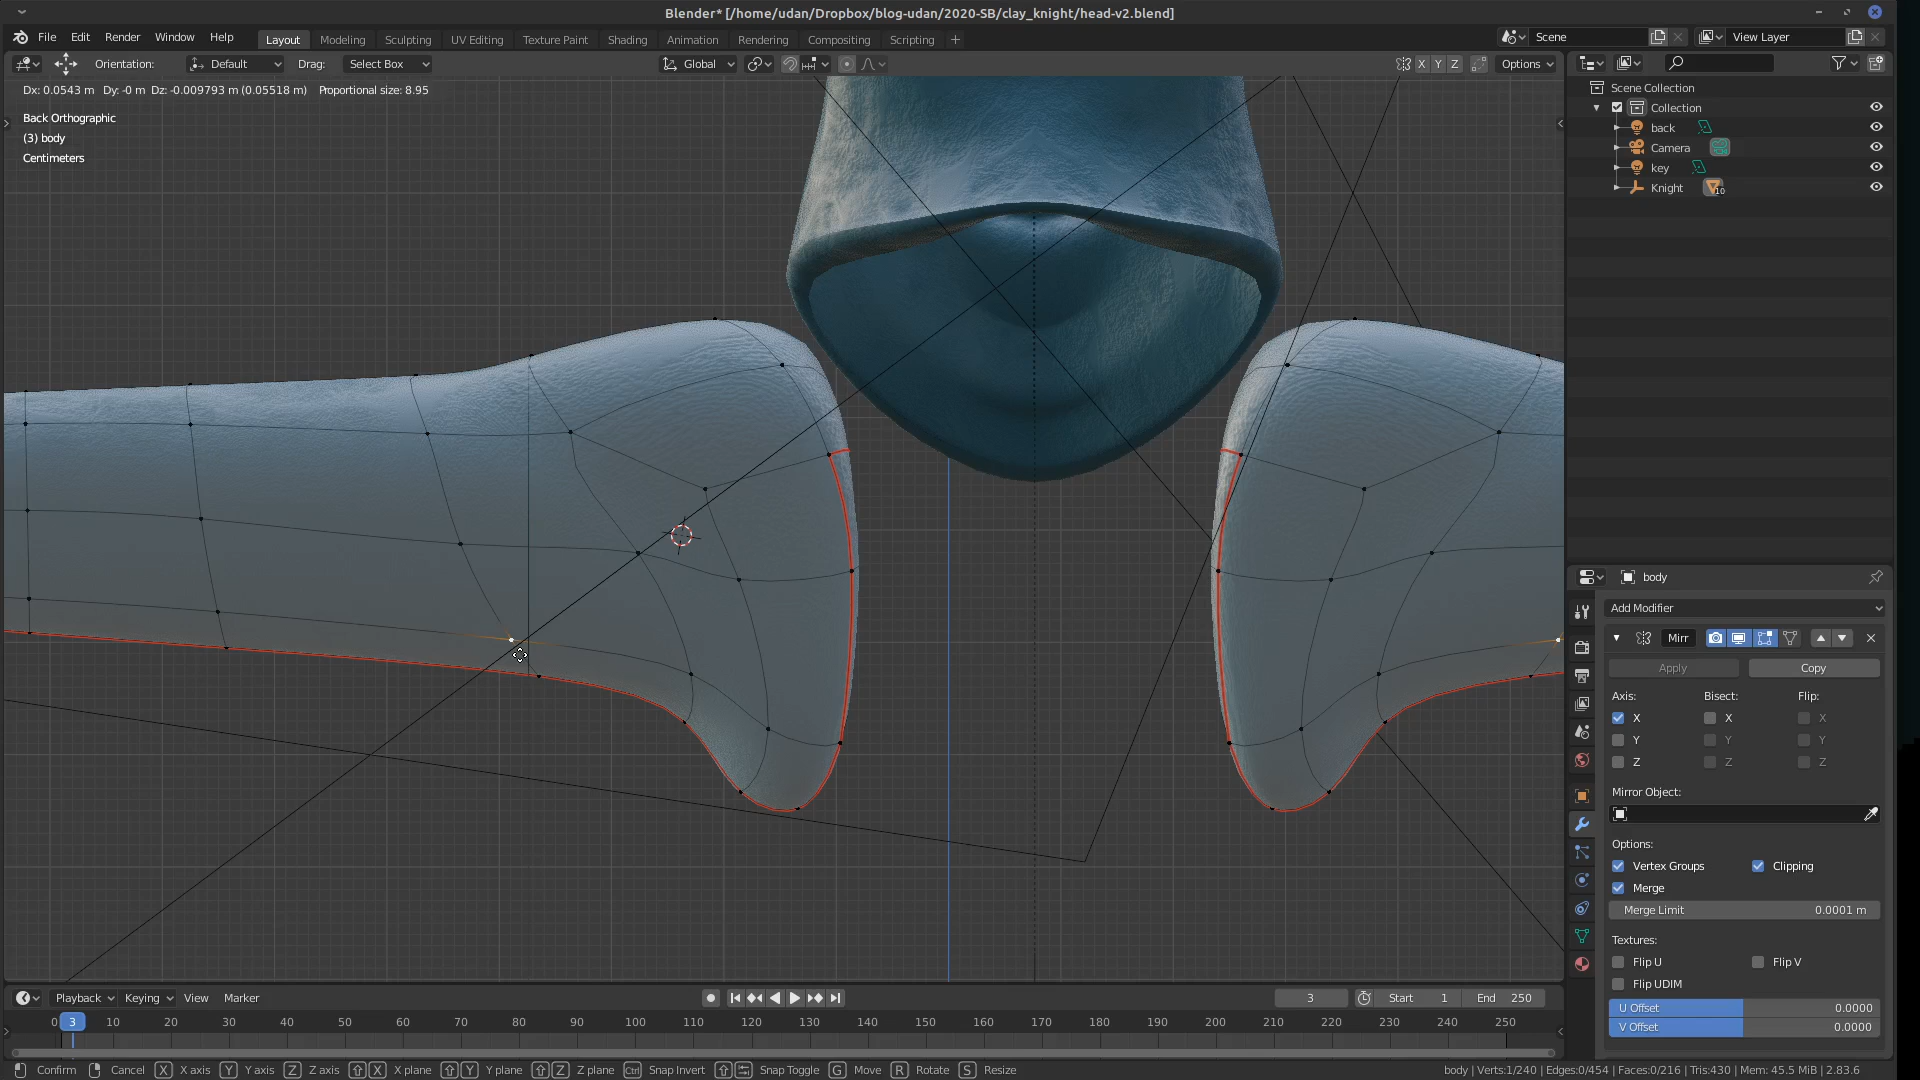 Blender* [/home/udan/Dropbox/blog-udan/2020-SB/clay_knight/head-v2.blend]
File Edit Render Window Help Layout Modeling Sculpting UV Editing Texture Paint Shading Animation Rendering Compositing Scripting + Scene View Layer
Orientation: Default Drag: Select Box Global X Y Z Options
Dx: 0.0543 m Dy: -0 m Dz: -0.009793 m (0.05518 m) Proportional size: 8.95
Back Orthographic
(3) body
Centimeters
Scene Collection
Collection
back
Camera
key
Knight 10
body
Add Modifier
Mirr
Apply Copy
Axis: Bisect: Flip:
X X X
Y Y Y
Z Z Z
Mirror Object:
Options:
Vertex Groups Clipping
Merge
Merge Limit 0.0001 m
Textures:
Flip U Flip V
Flip UDIM
U Offset 0.0000
V Offset 0.0000
Playback Keying View Marker 3 Start 1 End 250
0 3 10 20 30 40 50 60 70 80 90 100 110 120 130 140 150 160 170 180 190 200 210 220 230 240 250
Confirm Cancel X X axis Y Y axis Z Z axis X X plane Y Y plane Z Z plane Ctrl Snap Invert Snap Toggle G Move R Rotate S Resize body | Verts:1/240 | Edges:0/454 | Faces:0/216 | Tris:430 | Mem: 45.5 MiB | 2.83.6